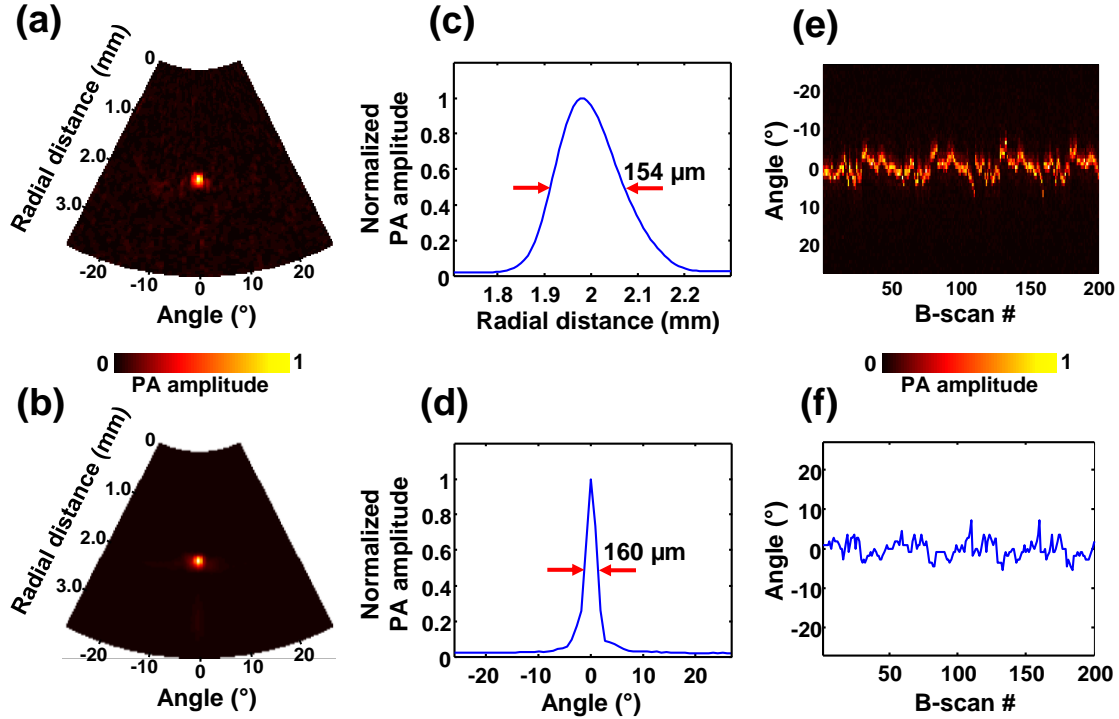 (a)
Radial distance (mm)
0
1.0
2.0
3.0
-20
-10
0
10
20
Angle (°)
(c)
Normalized
PA amplitude
1
0.8
0.6
0.4
0.2
0
154 µm
1.8 1.9 2 2.1 2.2
Radial distance (mm)
(e)
Angle (°)
-20
-10
0
10
20
50 100 150 200
B-scan #
0 1
PA amplitude
0 1
PA amplitude
(b)
Radial distance (mm)
0
1.0
2.0
3.0
-20
-10
0
10
20
Angle (°)
(d)
Normalized
PA amplitude
1
0.8
0.6
0.4
0.2
0
160 µm
-20 -10 0 10 20
Angle (°)
(f)
Angle (°)
20
10
0
-10
-20
50 100 150 200
B-scan #